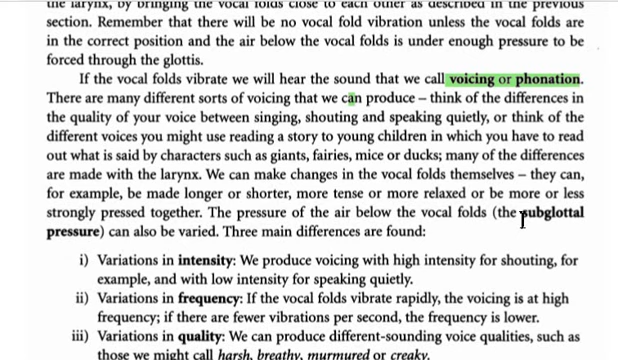 the larynx, by bringing the vocal folds close to each other as described in the previous
section. Remember that there will be no vocal fold vibration unless the vocal folds are
in the correct position and the air below the vocal folds is under enough pressure to be
forced through the glottis.
If the vocal folds vibrate we will hear the sound that we call voicing or phonation.
There are many different sorts of voicing that we can produce – think of the differences in
the quality of your voice between singing, shouting and speaking quietly, or think of the
different voices you might use reading a story to young children in which you have to read
out what is said by characters such as giants, fairies, mice or ducks; many of the differences
are made with the larynx. We can make changes in the vocal folds themselves – they can,
for example, be made longer or shorter, more tense or more relaxed or be more or less
strongly pressed together. The pressure of the air below the vocal folds (the subglottal
pressure) can also be varied. Three main differences are found:
i) Variations in intensity: We produce voicing with high intensity for shouting, for
example, and with low intensity for speaking quietly.
ii) Variations in frequency: If the vocal folds vibrate rapidly, the voicing is at high
frequency; if there are fewer vibrations per second, the frequency is lower.
iii) Variations in quality: We can produce different-sounding voice qualities, such as
those we might call harsh, breathy, murmured or creaky.